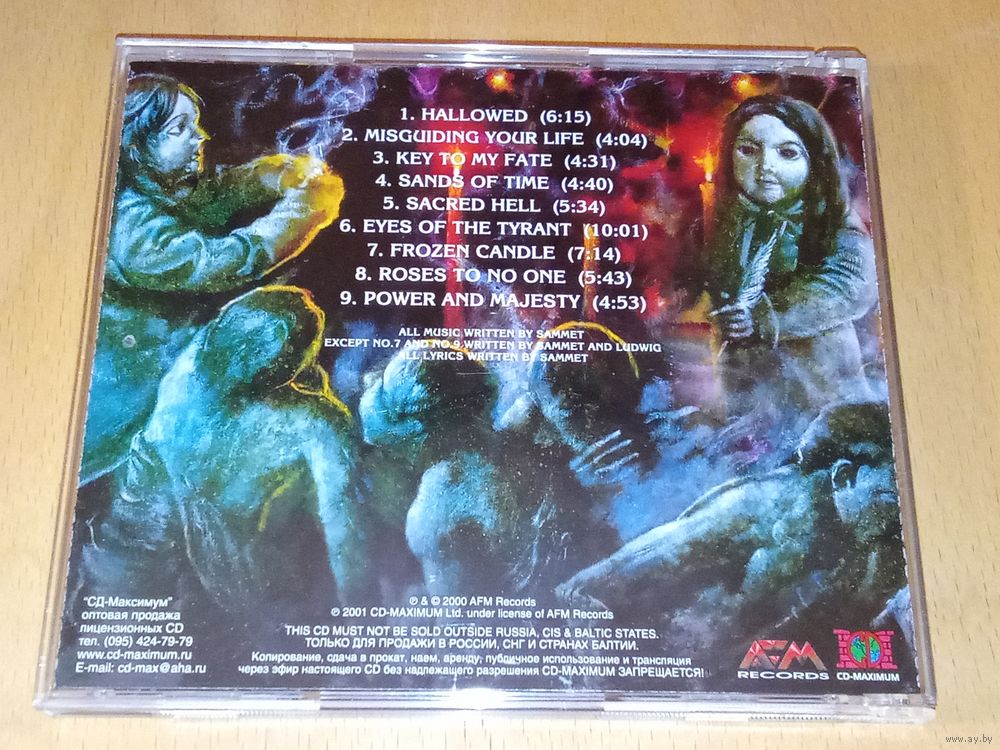 1. HALLOWED (6:15)
2. MISGUIDING YOUR LIFE (4:04)
3. KEY TO MY FATE (4:31)
4. SANDS OF TIME (4:40)
5. SACRED HELL (5:34)
6. EYES OF THE TYRANT (10:01)
7. FROZEN CANDLE (7:14)
8. ROSES TO NO ONE (5:43)
9. POWER AND MAJESTY (4:53)
ALL MUSIC WRITTEN BY SAMMET
EXCEPT NO.7 AND NO.9 WRITTEN BY SAMMET AND LUDWIG
ALL LYRICS WRITTEN BY SAMMET
"СД-Максимум"
оптовая продажа
лицензионных CD
тел. (095) 424-79-79
www.cd-maximum.ru
E-mail: cd-max@aha.ru
℗ & © 2000 AFM Records
℗ 2001 CD-MAXIMUM Ltd. under license of AFM Records
THIS CD MUST NOT BE SOLD OUTSIDE RUSSIA, CIS & BALTIC STATES.
ТОЛЬКО ДЛЯ ПРОДАЖИ В РОССИИ, СНГ И СТРАНАХ БАЛТИИ.
Копирование, сдача в прокат, наем, аренду, публичное использование и трансляция
через эфир настоящего CD без надлежащего разрешения CD-MAXIMUM ЗАПРЕЩАЕТСЯ!
AFM
RECORDS
CD-MAXIMUM
www.ay.by